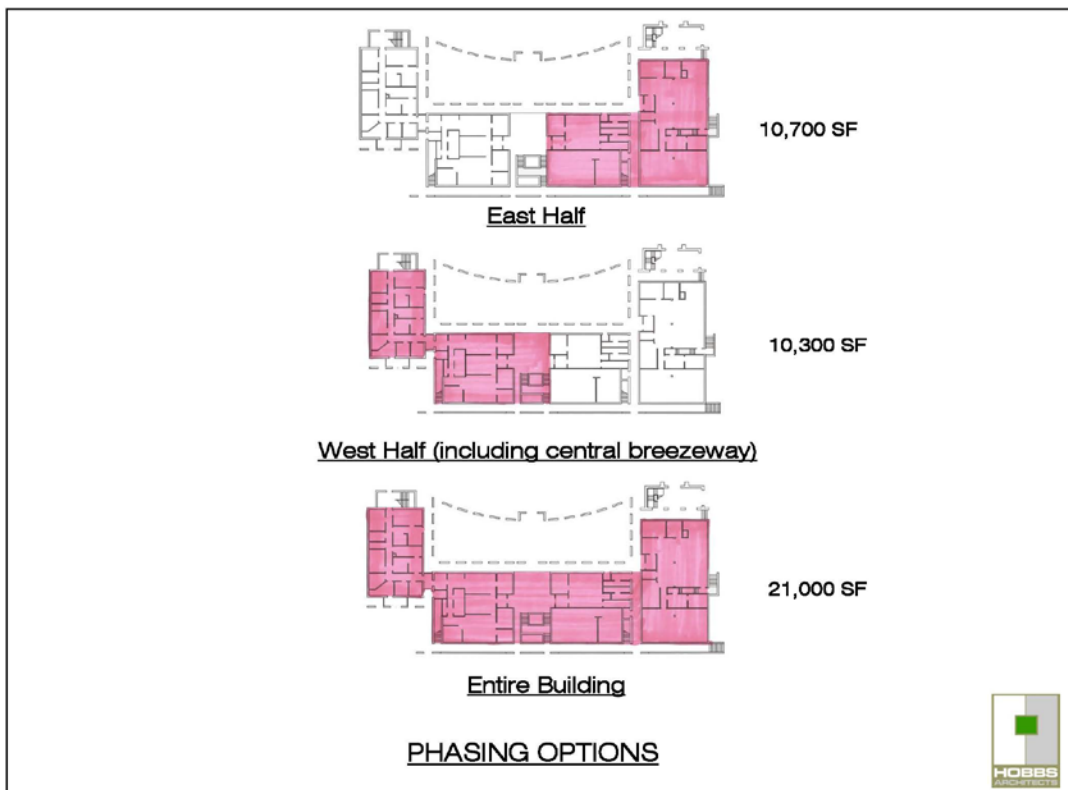 10,700 SF
East Half
10,300 SF
West Half (including central breezeway)
21,000 SF
Entire Building
PHASING OPTIONS
HOBBS
ARCHITECTS